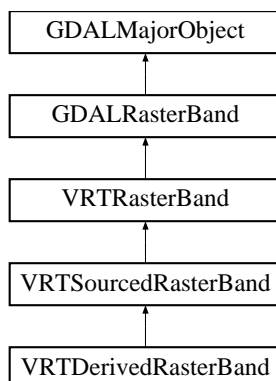 GDALMajorObject
GDALRasterBand
VRTRasterBand
VRTSourcedRasterBand
VRTDerivedRasterBand